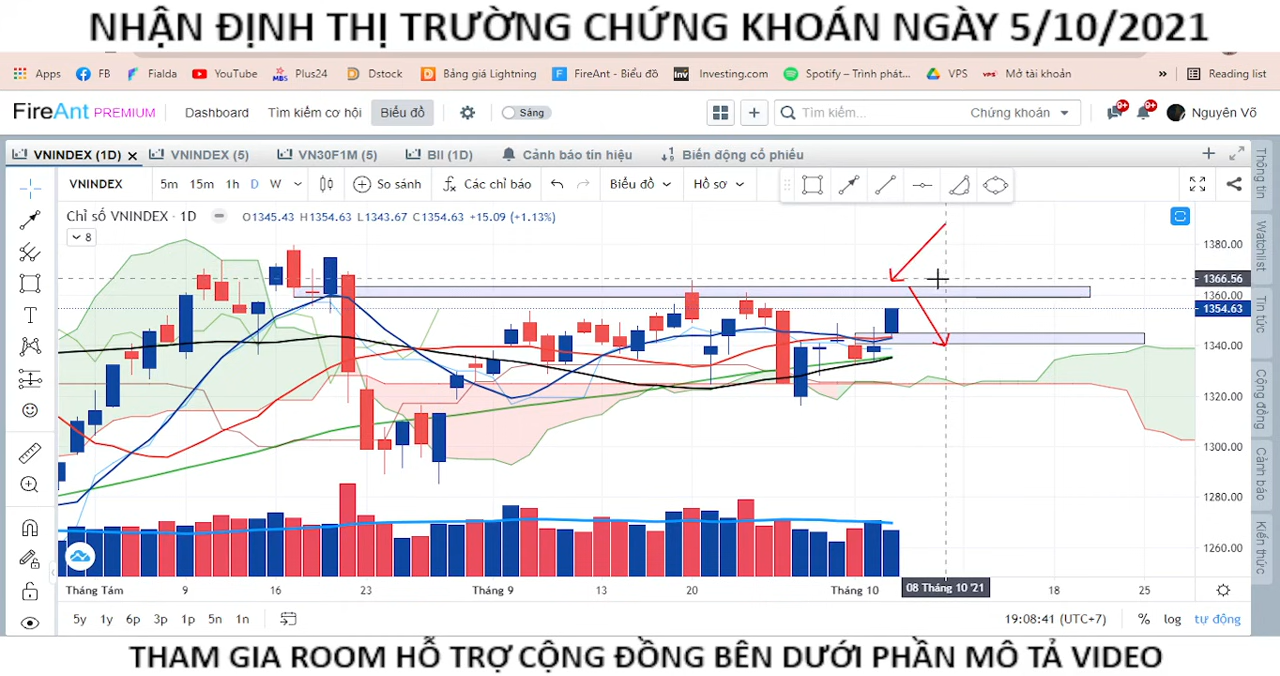 NHẬN ĐỊNH THỊ TRƯỜNG CHỨNG KHOÁN NGÀY 5/10/2021
Apps FB Fialda YouTube Plus24 Dstock Bảng giá Lightning FireAnt - Biểu đồ Investing.com Spotify – Trình phát... VPS Mở tài khoản » Reading list
FireAnt PREMIUM Dashboard Tìm kiếm cơ hội Biểu đồ Sáng Tìm kiếm... Chứng khoán 9+ 9+ Nguyên Võ
VNINDEX (1D) VNINDEX (5) VN30F1M (5) BII (1D) Cảnh báo tín hiệu Biến động cổ phiếu
VNINDEX 5m 15m 1h D W So sánh Các chỉ báo Biểu đồ Hồ sơ
Chỉ số VNINDEX · 1D O1345.43 H1354.63 L1343.67 C1354.63 +15.09 (+1.13%)
8
1380.00
1366.56
1360.00
1354.63
1340.00
1320.00
1300.00
1280.00
1260.00
Tháng Tám 9 16 23 Tháng 9 13 20 Tháng 10 08 Tháng 10 '21 18 25
5y 1y 6p 3p 1p 5n 1n 19:08:41 (UTC+7) % log tự động
Thông tin
Watchlist
Tin tức
Cộng đồng
Cảnh báo
Kiến thức
THAM GIA ROOM HỖ TRỢ CỘNG ĐỒNG BÊN DƯỚI PHẦN MÔ TẢ VIDEO